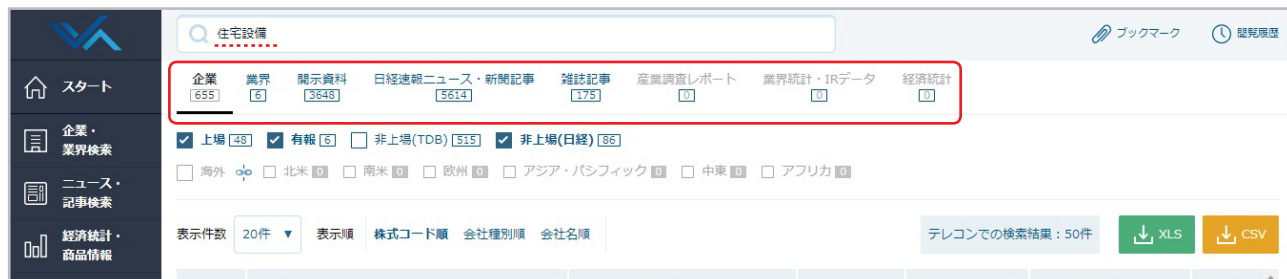 住宅設備
ブックマーク
閲覧履歴
スタート
企業 業界 開示資料 日経速報ニュース・新聞記事 雑誌記事 産業調査レポート 業界統計・IRデータ 経済統計
655 6 3648 5614 175 0 0 0
企業・
業界検索
上場 48 有報 6 非上場(TDB) 515 非上場(日経) 86
海外 北米 0 南米 0 欧州 0 アジア・パシフィック 0 中東 0 アフリカ 0
ニュース・
記事検索
経済統計・
商品情報
表示件数 20件 ▼ 表示順 株式コード順 会社種別順 会社名順 テレコンでの検索結果:50件 XLS CSV